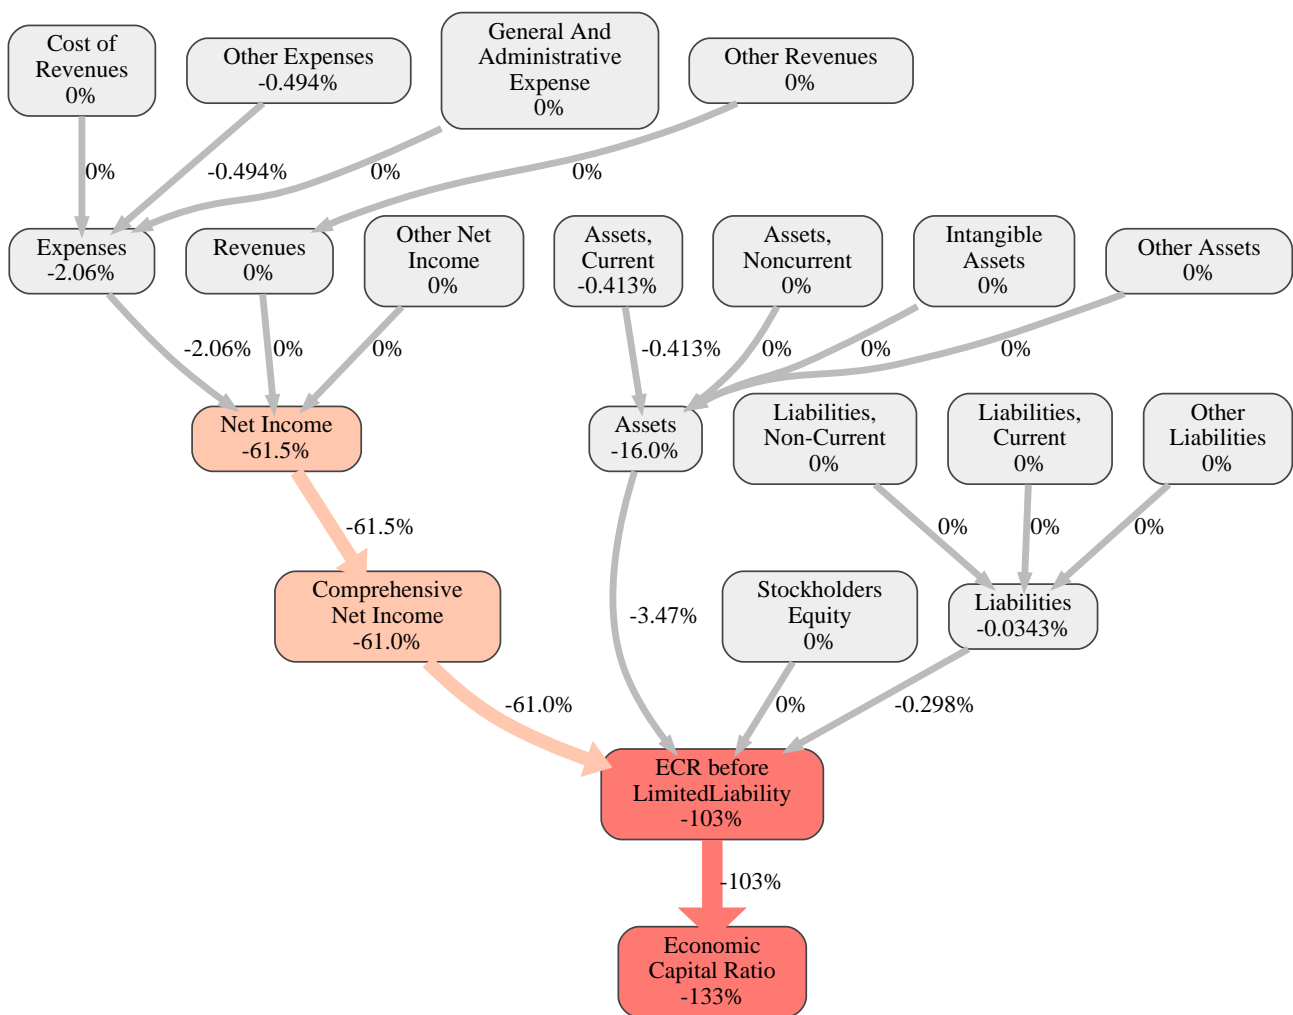 Cost of
Revenues
0%
Other Expenses
-0.494%
General And
Administrative
Expense
0%
Other Revenues
0%
0%
-0.494%
0%
0%
Expenses
-2.06%
Revenues
0%
Other Net
Income
0%
Assets,
Current
-0.413%
Assets,
Noncurrent
0%
Intangible
Assets
0%
Other Assets
0%
-2.06%
0%
0%
-0.413%
0%
0%
0%
Net Income
-61.5%
Assets
-16.0%
Liabilities,
Non-Current
0%
Liabilities,
Current
0%
Other
Liabilities
0%
-61.5%
0%
0%
0%
Comprehensive
Net Income
-61.0%
-3.47%
Stockholders
Equity
0%
Liabilities
-0.0343%
-61.0%
0%
-0.298%
ECR before
LimitedLiability
-103%
-103%
Economic
Capital Ratio
-133%